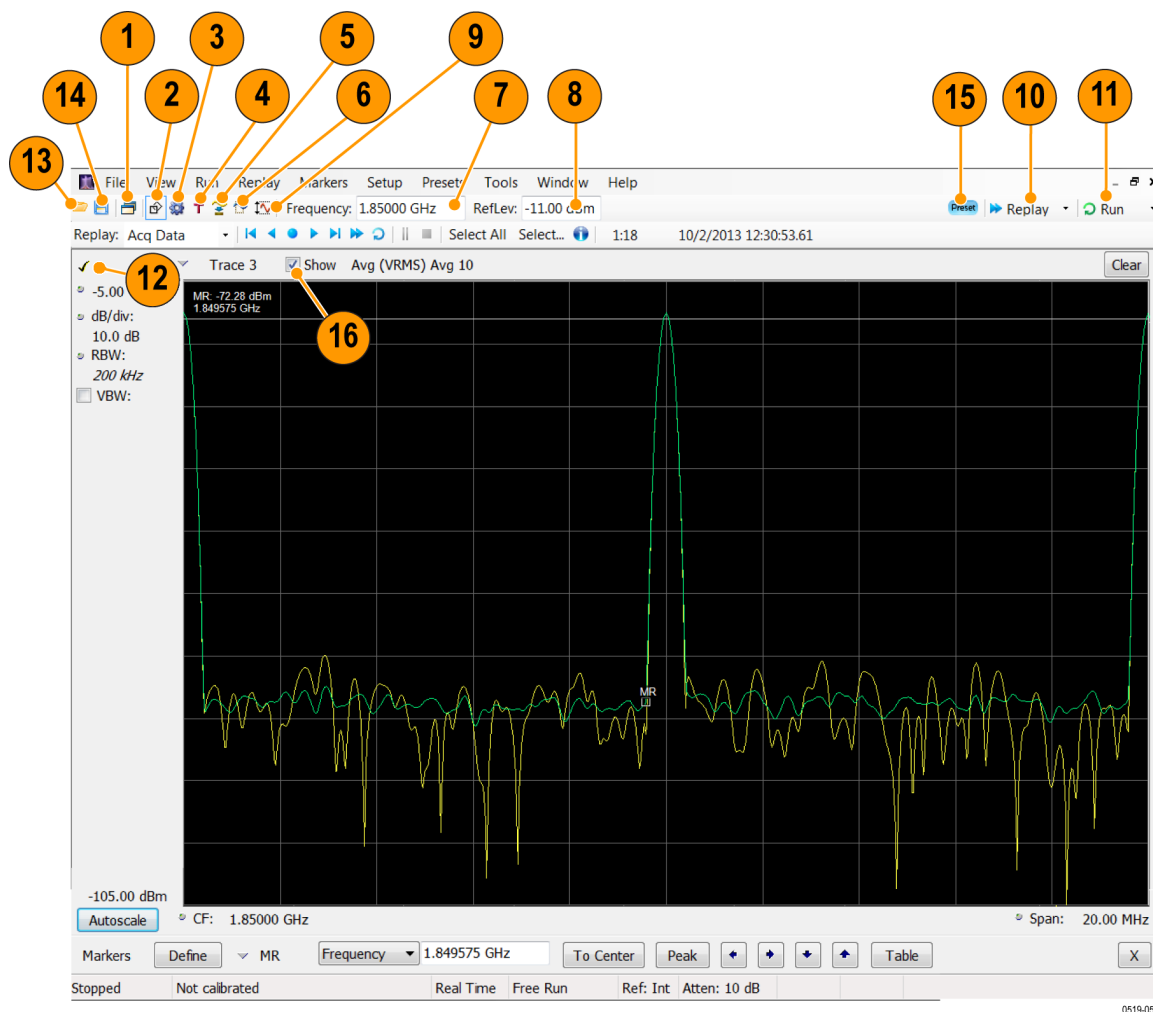 1 3 5 9
14 2 4 6 7 8 15 10 11
13
File View Run Replay Markers Setup Presets Tools Window Help
T Frequency: 1.85000 GHz RefLev: -11.00 dBm Preset Replay Run
Replay: Acq Data Select All Select... 1:18 10/2/2013 12:30:53.61
12 Trace 3 Show Avg (VRMS) Avg 10 Clear
-5.00
MR: -72.28 dBm
1.849575 GHz
16
dB/div:
10.0 dB
RBW:
200 kHz
VBW:
MR
-105.00 dBm
Autoscale CF: 1.85000 GHz Span: 20.00 MHz
Markers Define MR Frequency 1.849575 GHz To Center Peak Table X
Stopped Not calibrated Real Time Free Run Ref: Int Atten: 10 dB